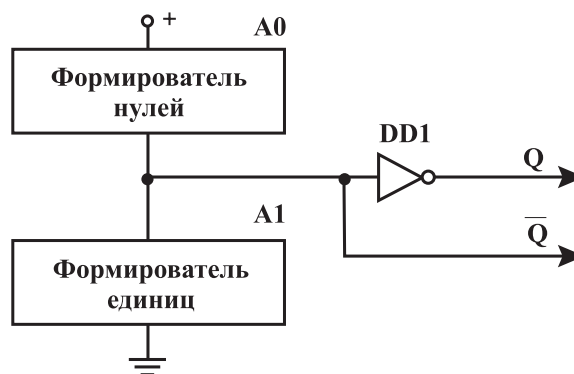 +
A0
Формирователь
нулей
DD1
Q
Q̅
A1
Формирователь
единиц